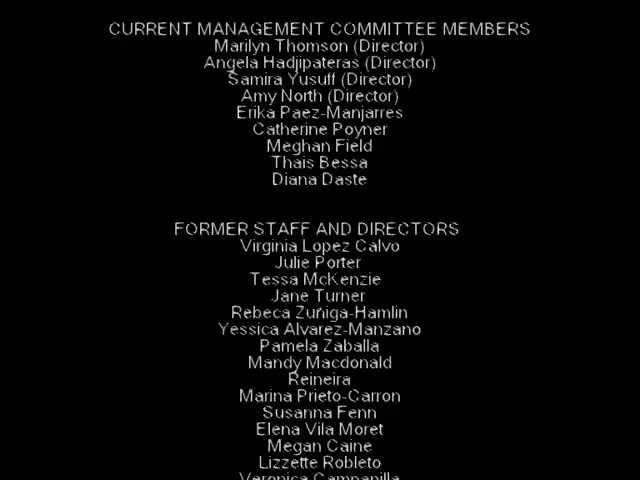 CURRENT MANAGEMENT COMMITTEE MEMBERS
Marilyn Thomson (Director)
Angela Hadjipateras (Director)
Samira Yusuff (Director)
Amy North (Director)
Erika Paez-Manjarres
Catherine Poyner
Meghan Field
Thais Bessa
Diana Daste
FORMER STAFF AND DIRECTORS
Virginia Lopez Calvo
Julie Porter
Tessa McKenzie
Jane Turner
Rebeca Zuñiga-Hamlin
Yessica Alvarez-Manzano
Pamela Zaballa
Mandy Macdonald
Reineira
Marina Prieto-Carron
Susanna Fenn
Elena Vila Moret
Megan Caine
Lizzette Robleto
Veronica Campanilla